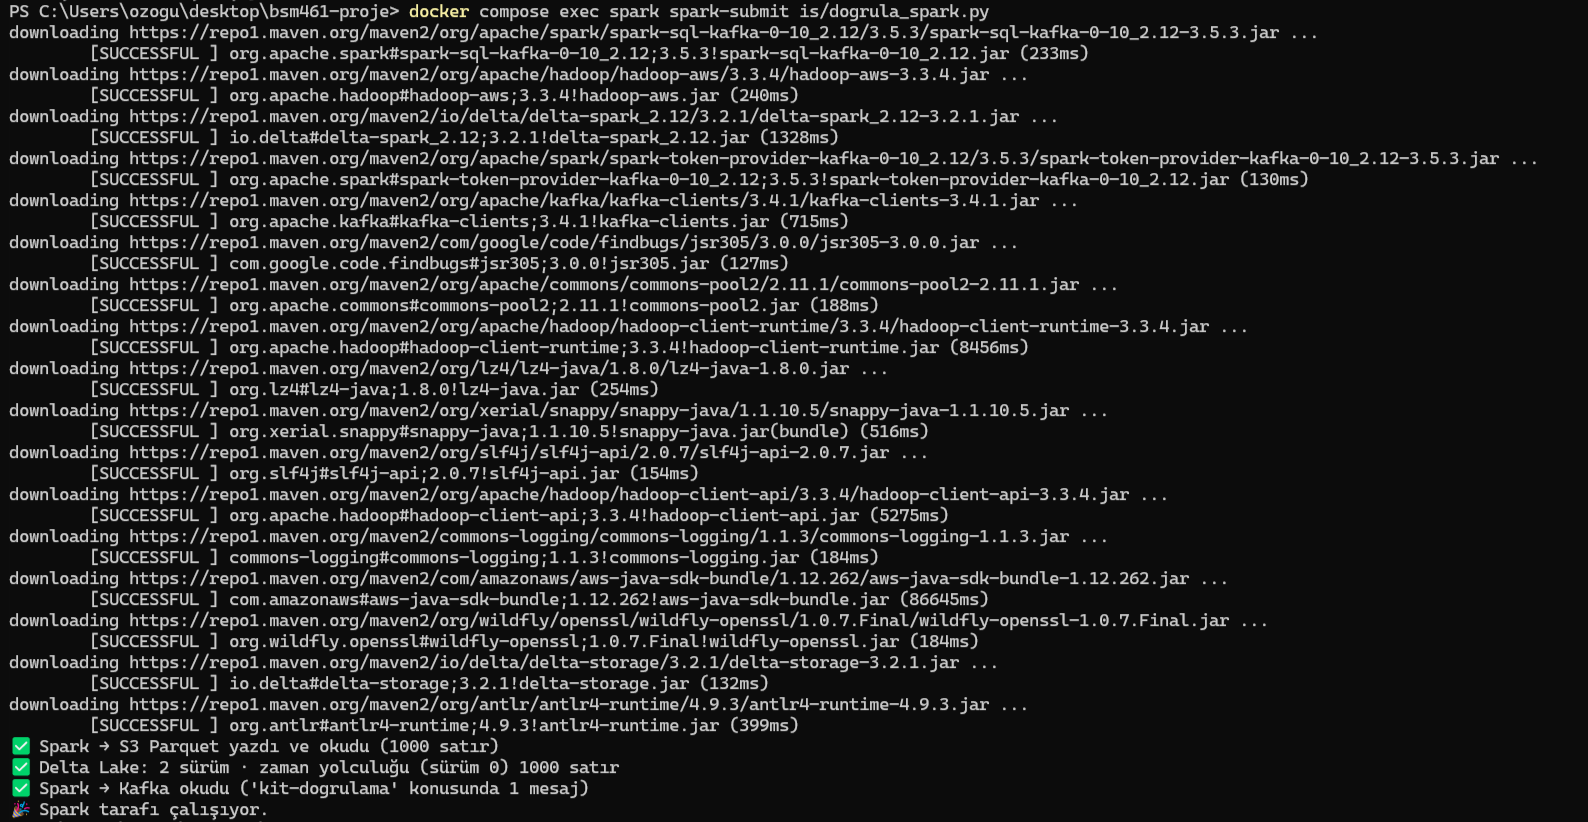 PS C:\Users\ozogu\desktop\bsm461-proje> docker compose exec spark spark-submit is/dogrula_spark.py
downloading https://repo1.maven.org/maven2/org/apache/spark/spark-sql-kafka-0-10_2.12/3.5.3/spark-sql-kafka-0-10_2.12-3.5.3.jar ...
[SUCCESSFUL ] org.apache.spark#spark-sql-kafka-0-10_2.12;3.5.3!spark-sql-kafka-0-10_2.12.jar (233ms)
downloading https://repo1.maven.org/maven2/org/apache/hadoop/hadoop-aws/3.3.4/hadoop-aws-3.3.4.jar ...
[SUCCESSFUL ] org.apache.hadoop#hadoop-aws;3.3.4!hadoop-aws.jar (240ms)
downloading https://repo1.maven.org/maven2/io/delta/delta-spark_2.12/3.2.1/delta-spark_2.12-3.2.1.jar ...
[SUCCESSFUL ] io.delta#delta-spark_2.12;3.2.1!delta-spark_2.12.jar (1328ms)
downloading https://repo1.maven.org/maven2/org/apache/spark/spark-token-provider-kafka-0-10_2.12/3.5.3/spark-token-provider-kafka-0-10_2.12-3.5.3.jar ...
[SUCCESSFUL ] org.apache.spark#spark-token-provider-kafka-0-10_2.12;3.5.3!spark-token-provider-kafka-0-10_2.12.jar (130ms)
downloading https://repo1.maven.org/maven2/org/apache/kafka/kafka-clients/3.4.1/kafka-clients-3.4.1.jar ...
[SUCCESSFUL ] org.apache.kafka#kafka-clients;3.4.1!kafka-clients.jar (715ms)
downloading https://repo1.maven.org/maven2/com/google/code/findbugs/jsr305/3.0.0/jsr305-3.0.0.jar ...
[SUCCESSFUL ] com.google.code.findbugs#jsr305;3.0.0!jsr305.jar (127ms)
downloading https://repo1.maven.org/maven2/org/apache/commons/commons-pool2/2.11.1/commons-pool2-2.11.1.jar ...
[SUCCESSFUL ] org.apache.commons#commons-pool2;2.11.1!commons-pool2.jar (188ms)
downloading https://repo1.maven.org/maven2/org/apache/hadoop/hadoop-client-runtime/3.3.4/hadoop-client-runtime-3.3.4.jar ...
[SUCCESSFUL ] org.apache.hadoop#hadoop-client-runtime;3.3.4!hadoop-client-runtime.jar (8456ms)
downloading https://repo1.maven.org/maven2/org/lz4/lz4-java/1.8.0/lz4-java-1.8.0.jar ...
[SUCCESSFUL ] org.lz4#lz4-java;1.8.0!lz4-java.jar (254ms)
downloading https://repo1.maven.org/maven2/org/xerial/snappy/snappy-java/1.1.10.5/snappy-java-1.1.10.5.jar ...
[SUCCESSFUL ] org.xerial.snappy#snappy-java;1.1.10.5!snappy-java.jar(bundle) (516ms)
downloading https://repo1.maven.org/maven2/org/slf4j/slf4j-api/2.0.7/slf4j-api-2.0.7.jar ...
[SUCCESSFUL ] org.slf4j#slf4j-api;2.0.7!slf4j-api.jar (154ms)
downloading https://repo1.maven.org/maven2/org/apache/hadoop/hadoop-client-api/3.3.4/hadoop-client-api-3.3.4.jar ...
[SUCCESSFUL ] org.apache.hadoop#hadoop-client-api;3.3.4!hadoop-client-api.jar (5275ms)
downloading https://repo1.maven.org/maven2/commons-logging/commons-logging/1.1.3/commons-logging-1.1.3.jar ...
[SUCCESSFUL ] commons-logging#commons-logging;1.1.3!commons-logging.jar (184ms)
downloading https://repo1.maven.org/maven2/com/amazonaws/aws-java-sdk-bundle/1.12.262/aws-java-sdk-bundle-1.12.262.jar ...
[SUCCESSFUL ] com.amazonaws#aws-java-sdk-bundle;1.12.262!aws-java-sdk-bundle.jar (86645ms)
downloading https://repo1.maven.org/maven2/org/wildfly/openssl/wildfly-openssl/1.0.7.Final/wildfly-openssl-1.0.7.Final.jar ...
[SUCCESSFUL ] org.wildfly.openssl#wildfly-openssl;1.0.7.Final!wildfly-openssl.jar (184ms)
downloading https://repo1.maven.org/maven2/io/delta/delta-storage/3.2.1/delta-storage-3.2.1.jar ...
[SUCCESSFUL ] io.delta#delta-storage;3.2.1!delta-storage.jar (132ms)
downloading https://repo1.maven.org/maven2/org/antlr/antlr4-runtime/4.9.3/antlr4-runtime-4.9.3.jar ...
[SUCCESSFUL ] org.antlr#antlr4-runtime;4.9.3!antlr4-runtime.jar (399ms)
✅ Spark → S3 Parquet yazdı ve okudu (1000 satır)
✅ Delta Lake: 2 sürüm · zaman yolculuğu (sürüm 0) 1000 satır
✅ Spark → Kafka okudu ('kit-dogrulama' konusunda 1 mesaj)
🎉 Spark tarafı çalışıyor.